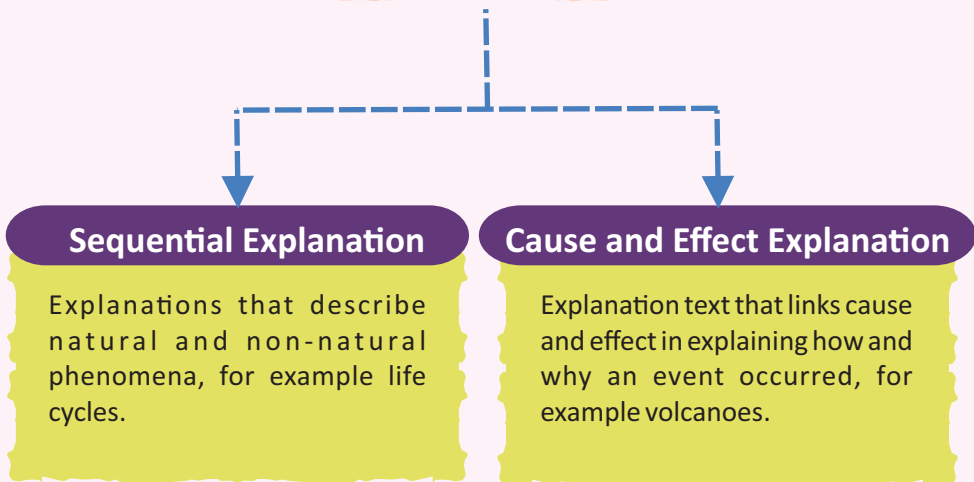 Sequential Explanation
Explanations that describe
natural and non-natural
phenomena, for example life
cycles.
Cause and Effect Explanation
Explanation text that links cause
and effect in explaining how and
why an event occurred, for
example volcanoes.